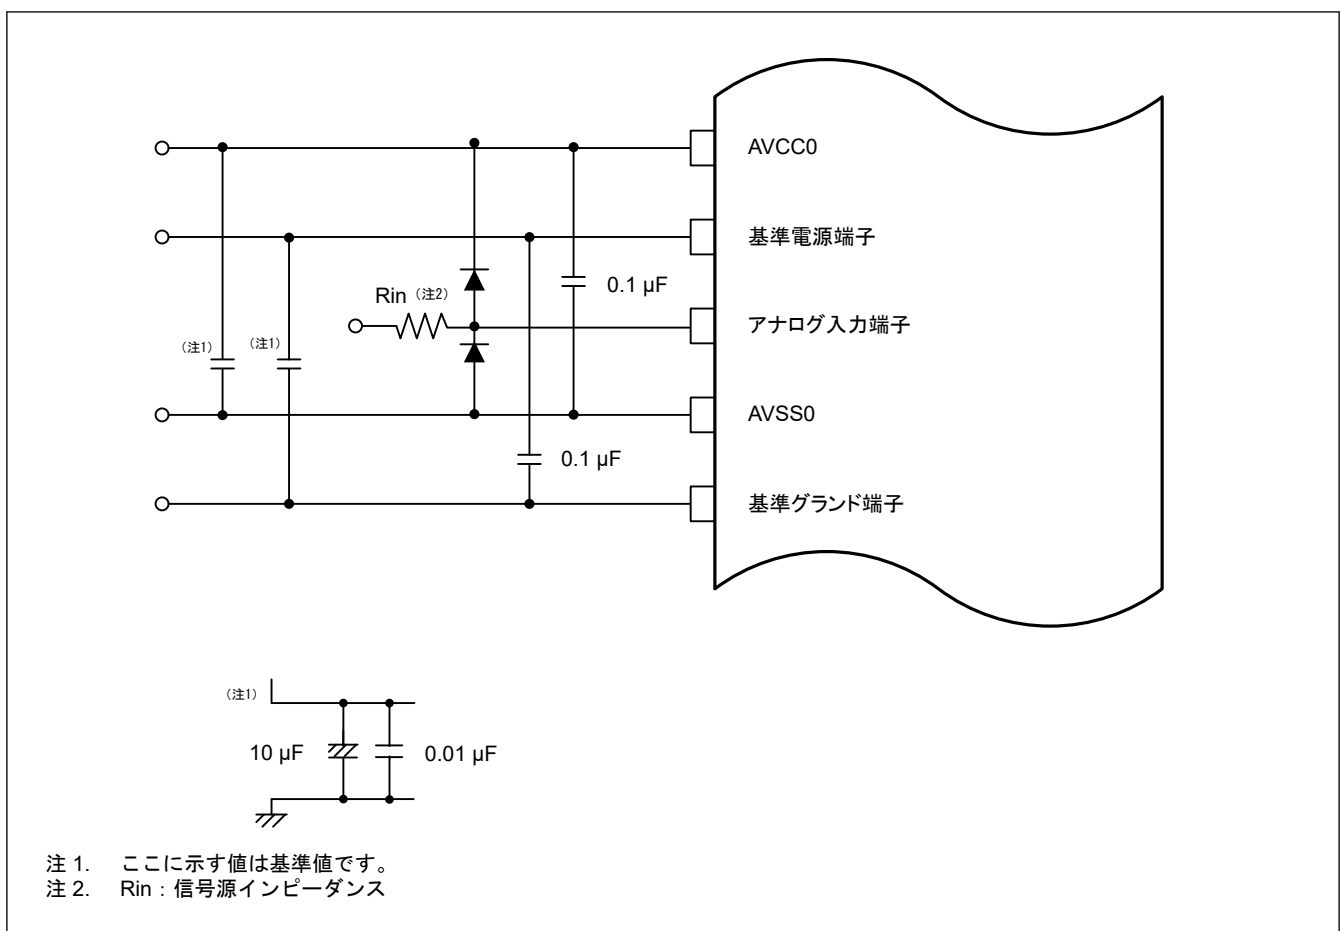 AVCC0
基準電源端子
0.1 µF
Rin（注2）
アナログ入力端子
（注1）
（注1）
AVSS0
0.1 µF
基準グランド端子
（注1）
10 µF
0.01 µF
注 1. ここに示す値は基準値です。
注 2. Rin：信号源インピーダンス